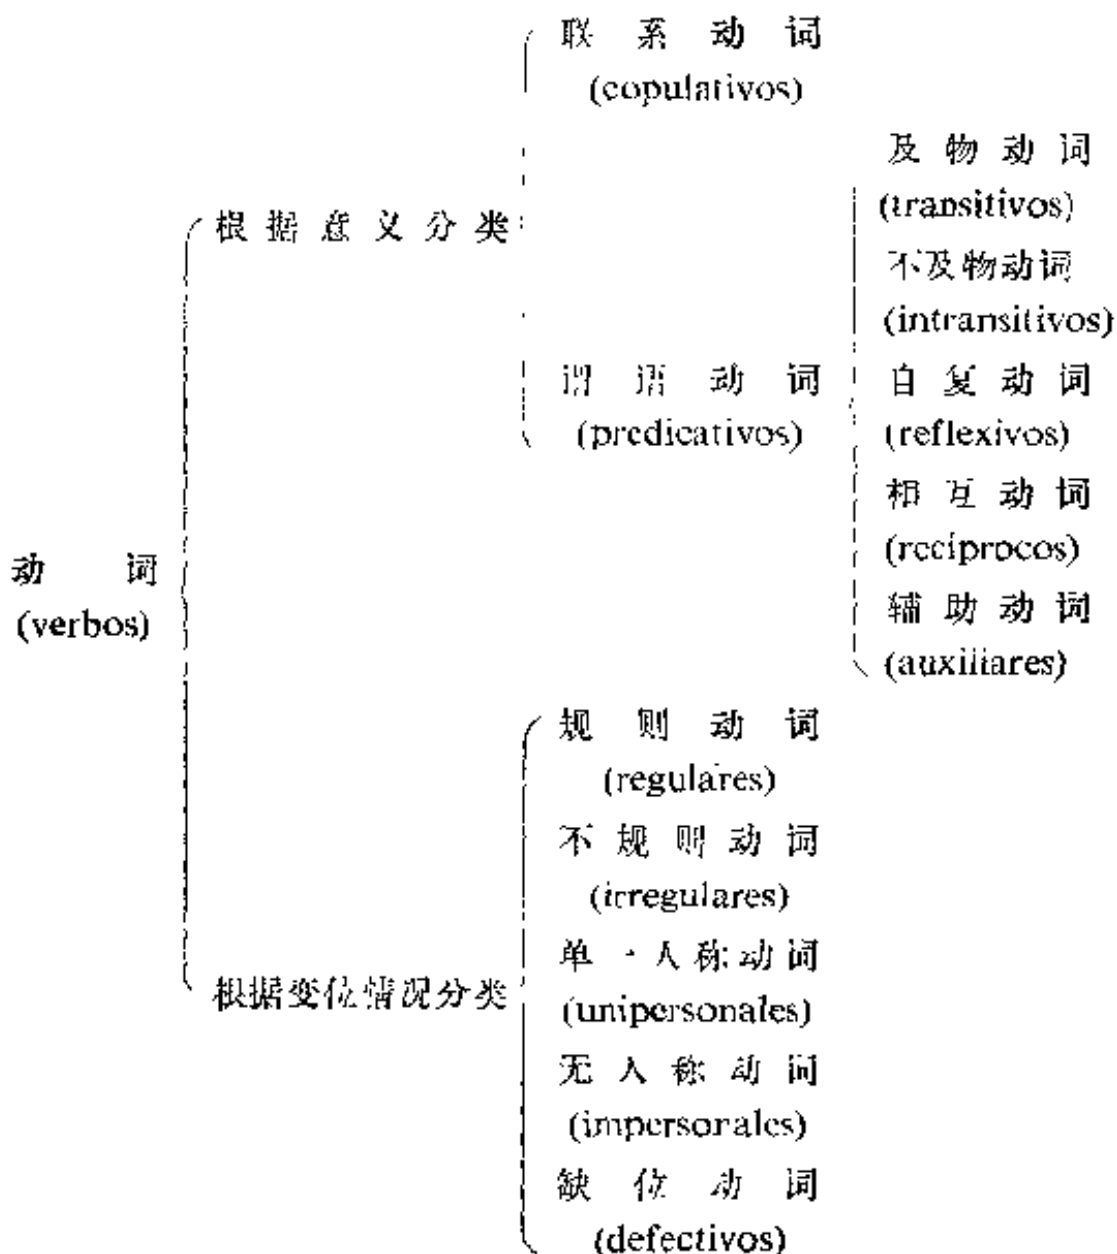 动词
(verbos)
根据意义分类
联系动词
(copulativos)
谓语动词
(predicativos)
及物动词
(transitivos)
不及物动词
(intransitivos)
自复动词
(reflexivos)
相互动词
(recíprocos)
辅助动词
(auxiliares)
根据变位情况分类
规则动词
(regulares)
不规则动词
(irregulares)
单一人称动词
(unipersonales)
无人称动词
(impersonales)
缺位动词
(defectivos)